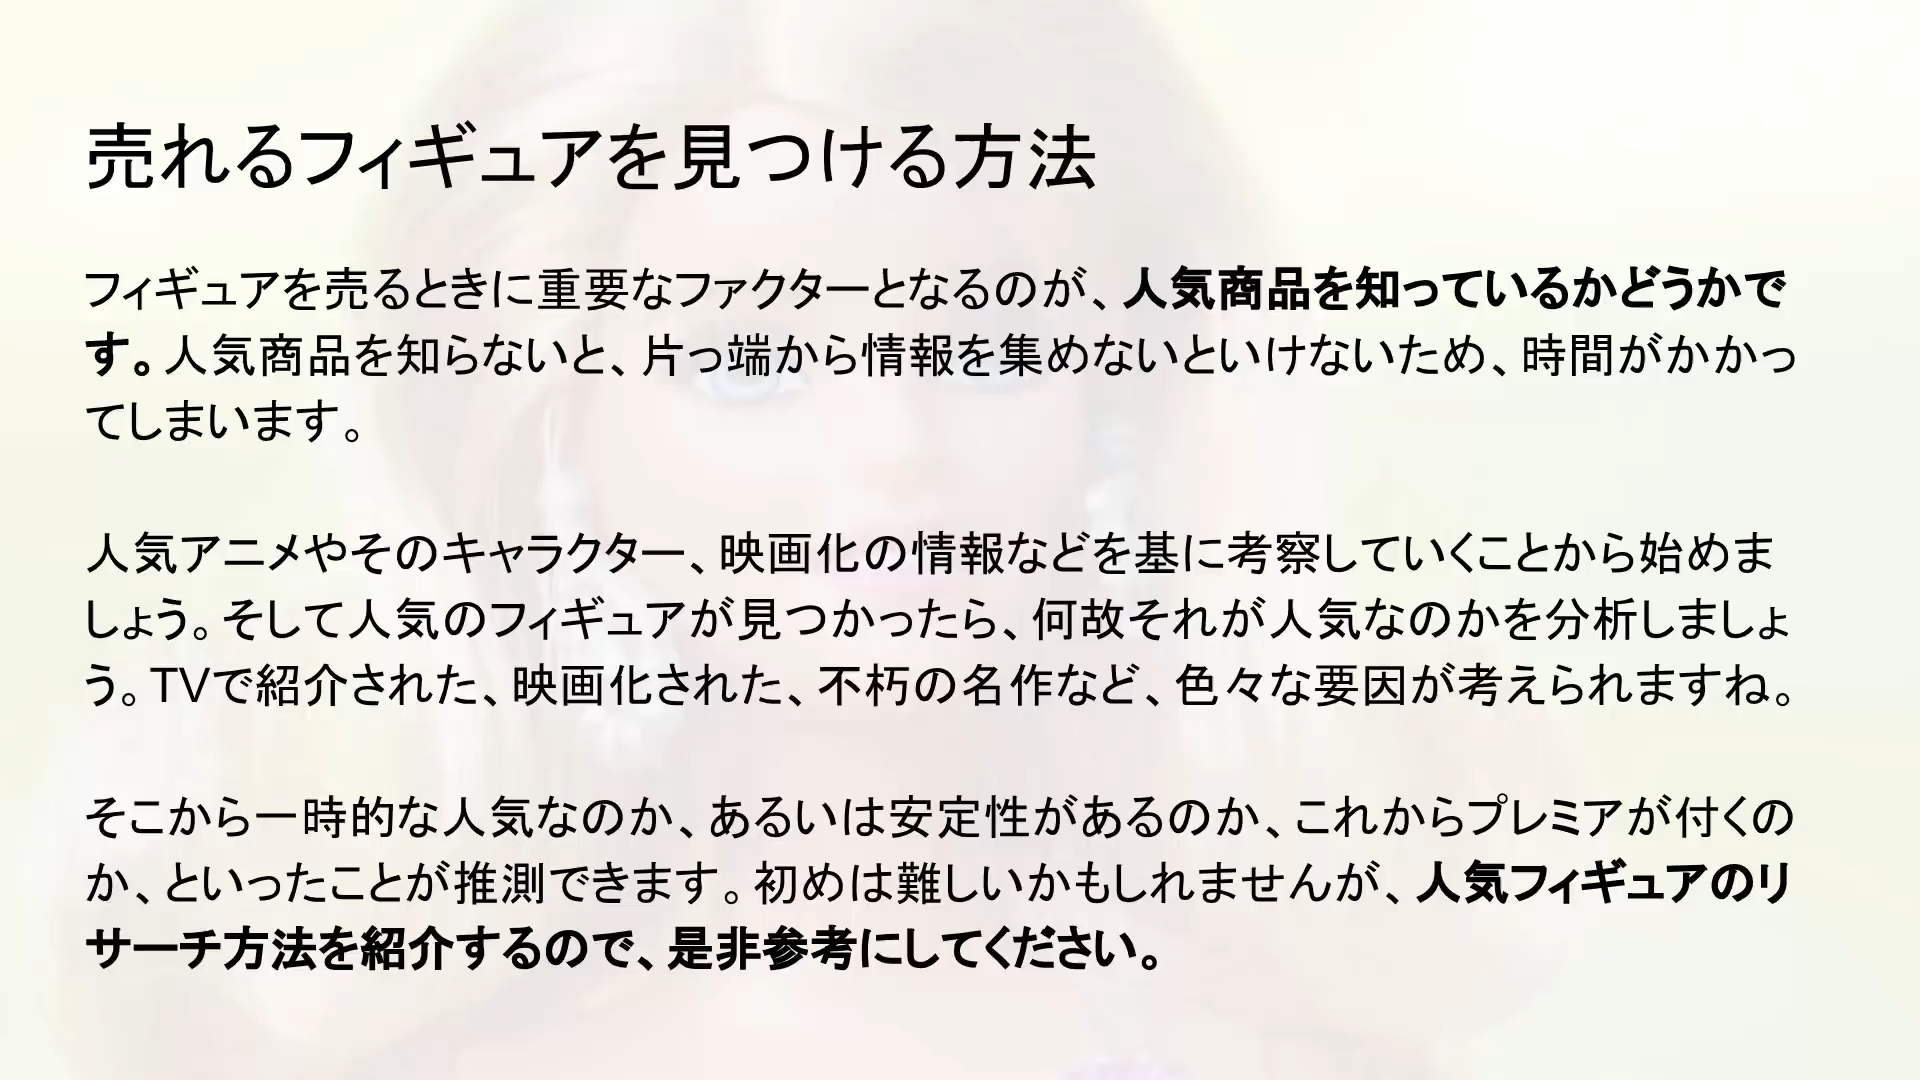 売れるフィギュアを見つける方法
フィギュアを売るときに重要なファクターとなるのが、人気商品を知っているかどうかで
す。人気商品を知らないと、片っ端から情報を集めないといけないため、時間がかかっ
てしまいます。
人気アニメやそのキャラクター、映画化の情報などを基に考察していくことから始めま
しょう。そして人気のフィギュアが見つかったら、何故それが人気なのかを分析しましょ
う。TVで紹介された、映画化された、不朽の名作など、色々な要因が考えられますね。
そこから一時的な人気なのか、あるいは安定性があるのか、これからプレミアが付くの
か、といったことが推測できます。初めは難しいかもしれませんが、人気フィギュアのリ
サーチ方法を紹介するので、是非参考にしてください。